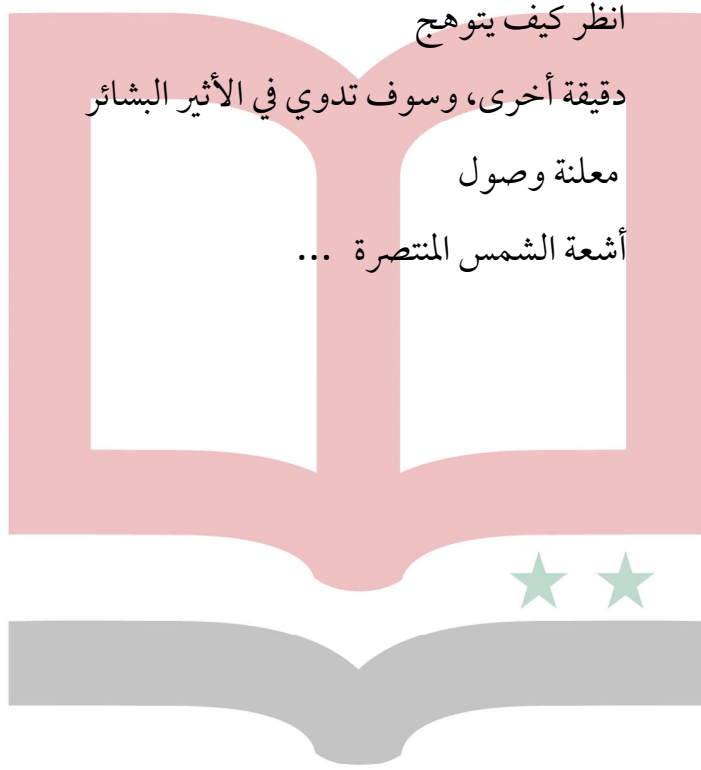 انظر كيف يتوهج
دقيقة أخرى، وسوف تدوي في الأثير البشائر
معلنة وصول
أشعة الشمس المنتصرة ...